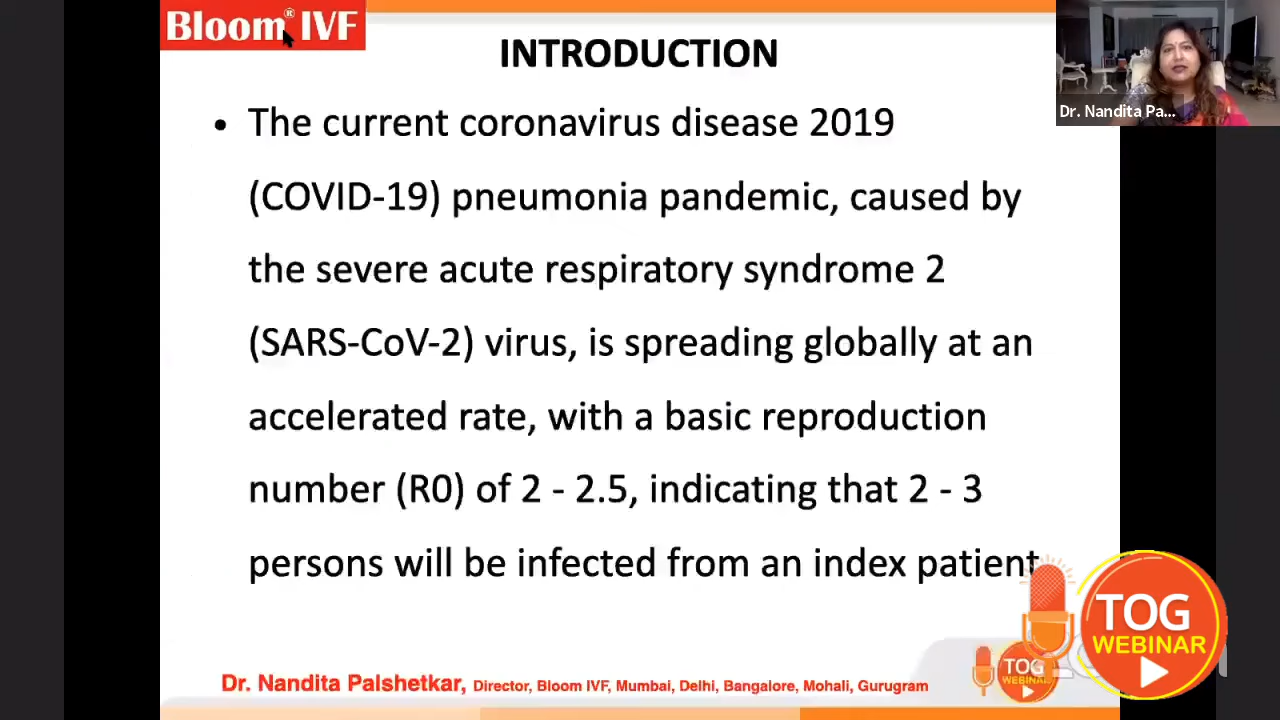 Bloom® IVF
INTRODUCTION
Dr. Nandita Pa...
• The current coronavirus disease 2019
(COVID-19) pneumonia pandemic, caused by
the severe acute respiratory syndrome 2
(SARS-CoV-2) virus, is spreading globally at an
accelerated rate, with a basic reproduction
number (R0) of 2 - 2.5, indicating that 2 - 3
persons will be infected from an index patient
TOG
WEBINAR
TOG
WEBINAR
Dr. Nandita Palshetkar, Director, Bloom IVF, Mumbai, Delhi, Bangalore, Mohali, Gurugram